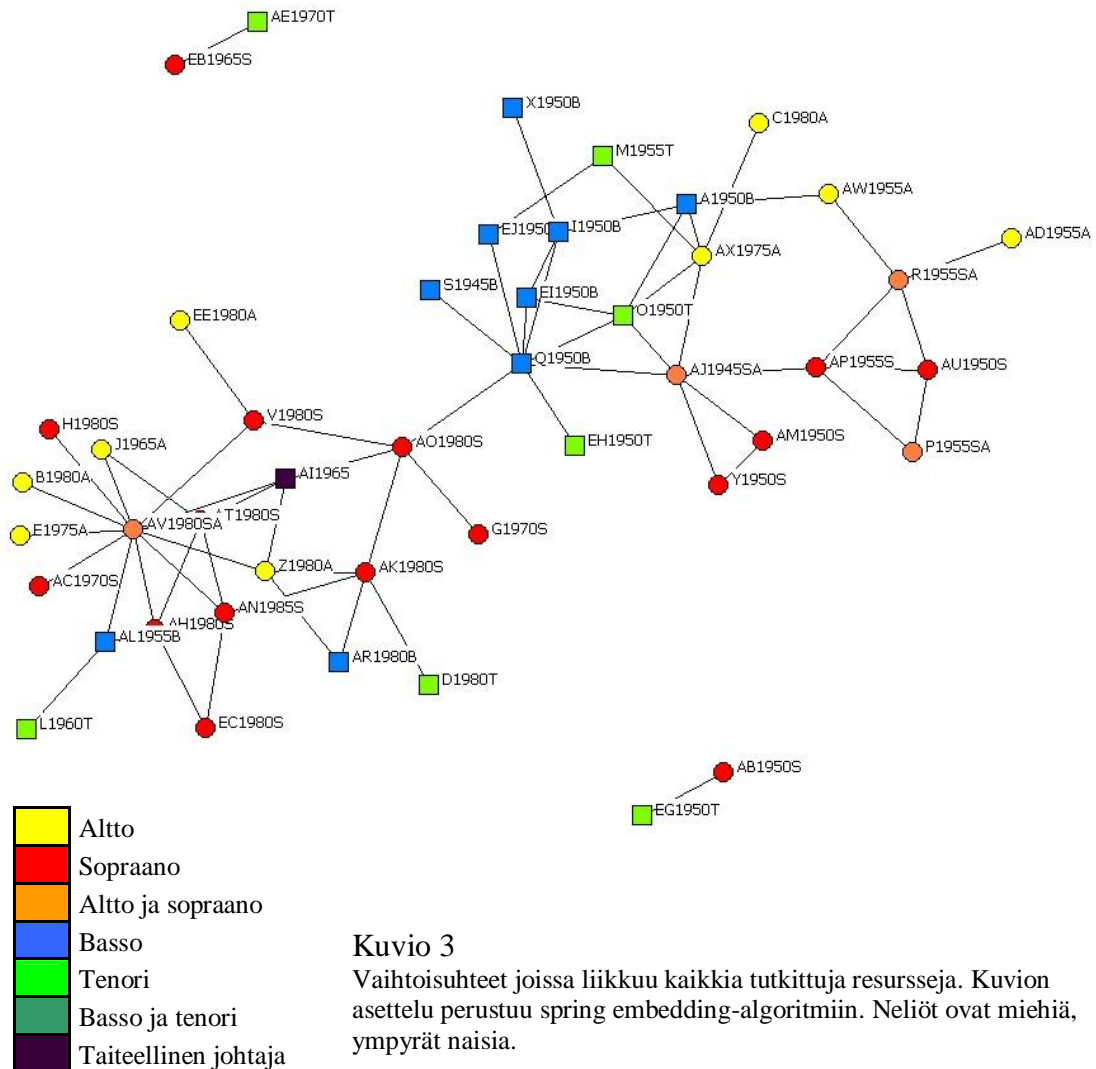 AE1970T
EB1965S
X1950B
C1980A
M1955T
AW1955A
A1950B
EJ1950
I1950B
AD1955A
AX1975A
R1955SA
S1945B
EI1950B
O1950T
EE1980A
Q1950B
AJ1945SA
AP1955S
AU1950S
H1980S
V1980S
J1965A
AO1980S
EH1950T
AM1950S
P1955SA
B1980A
AI1965
Y1950S
E1975A
AV1980SA
T1980S
G1970S
AC1970S
Z1980A
AK1980S
AN1985S
AH1980S
AL1955B
AR1980B
D1980T
L1960T
EC1980S
AB1950S
EG1950T
Altto
Sopraano
Altto ja sopraano
Basso
Tenori
Basso ja tenori
Taiteellinen johtaja
Kuvio 3
Vaihtoisuhteet joissa liikkuu kaikkia tutkittuja resursseja. Kuvion
asettelu perustuu spring embedding-algoritmiin. Neliöt ovat miehiä,
ympyrät naisia.